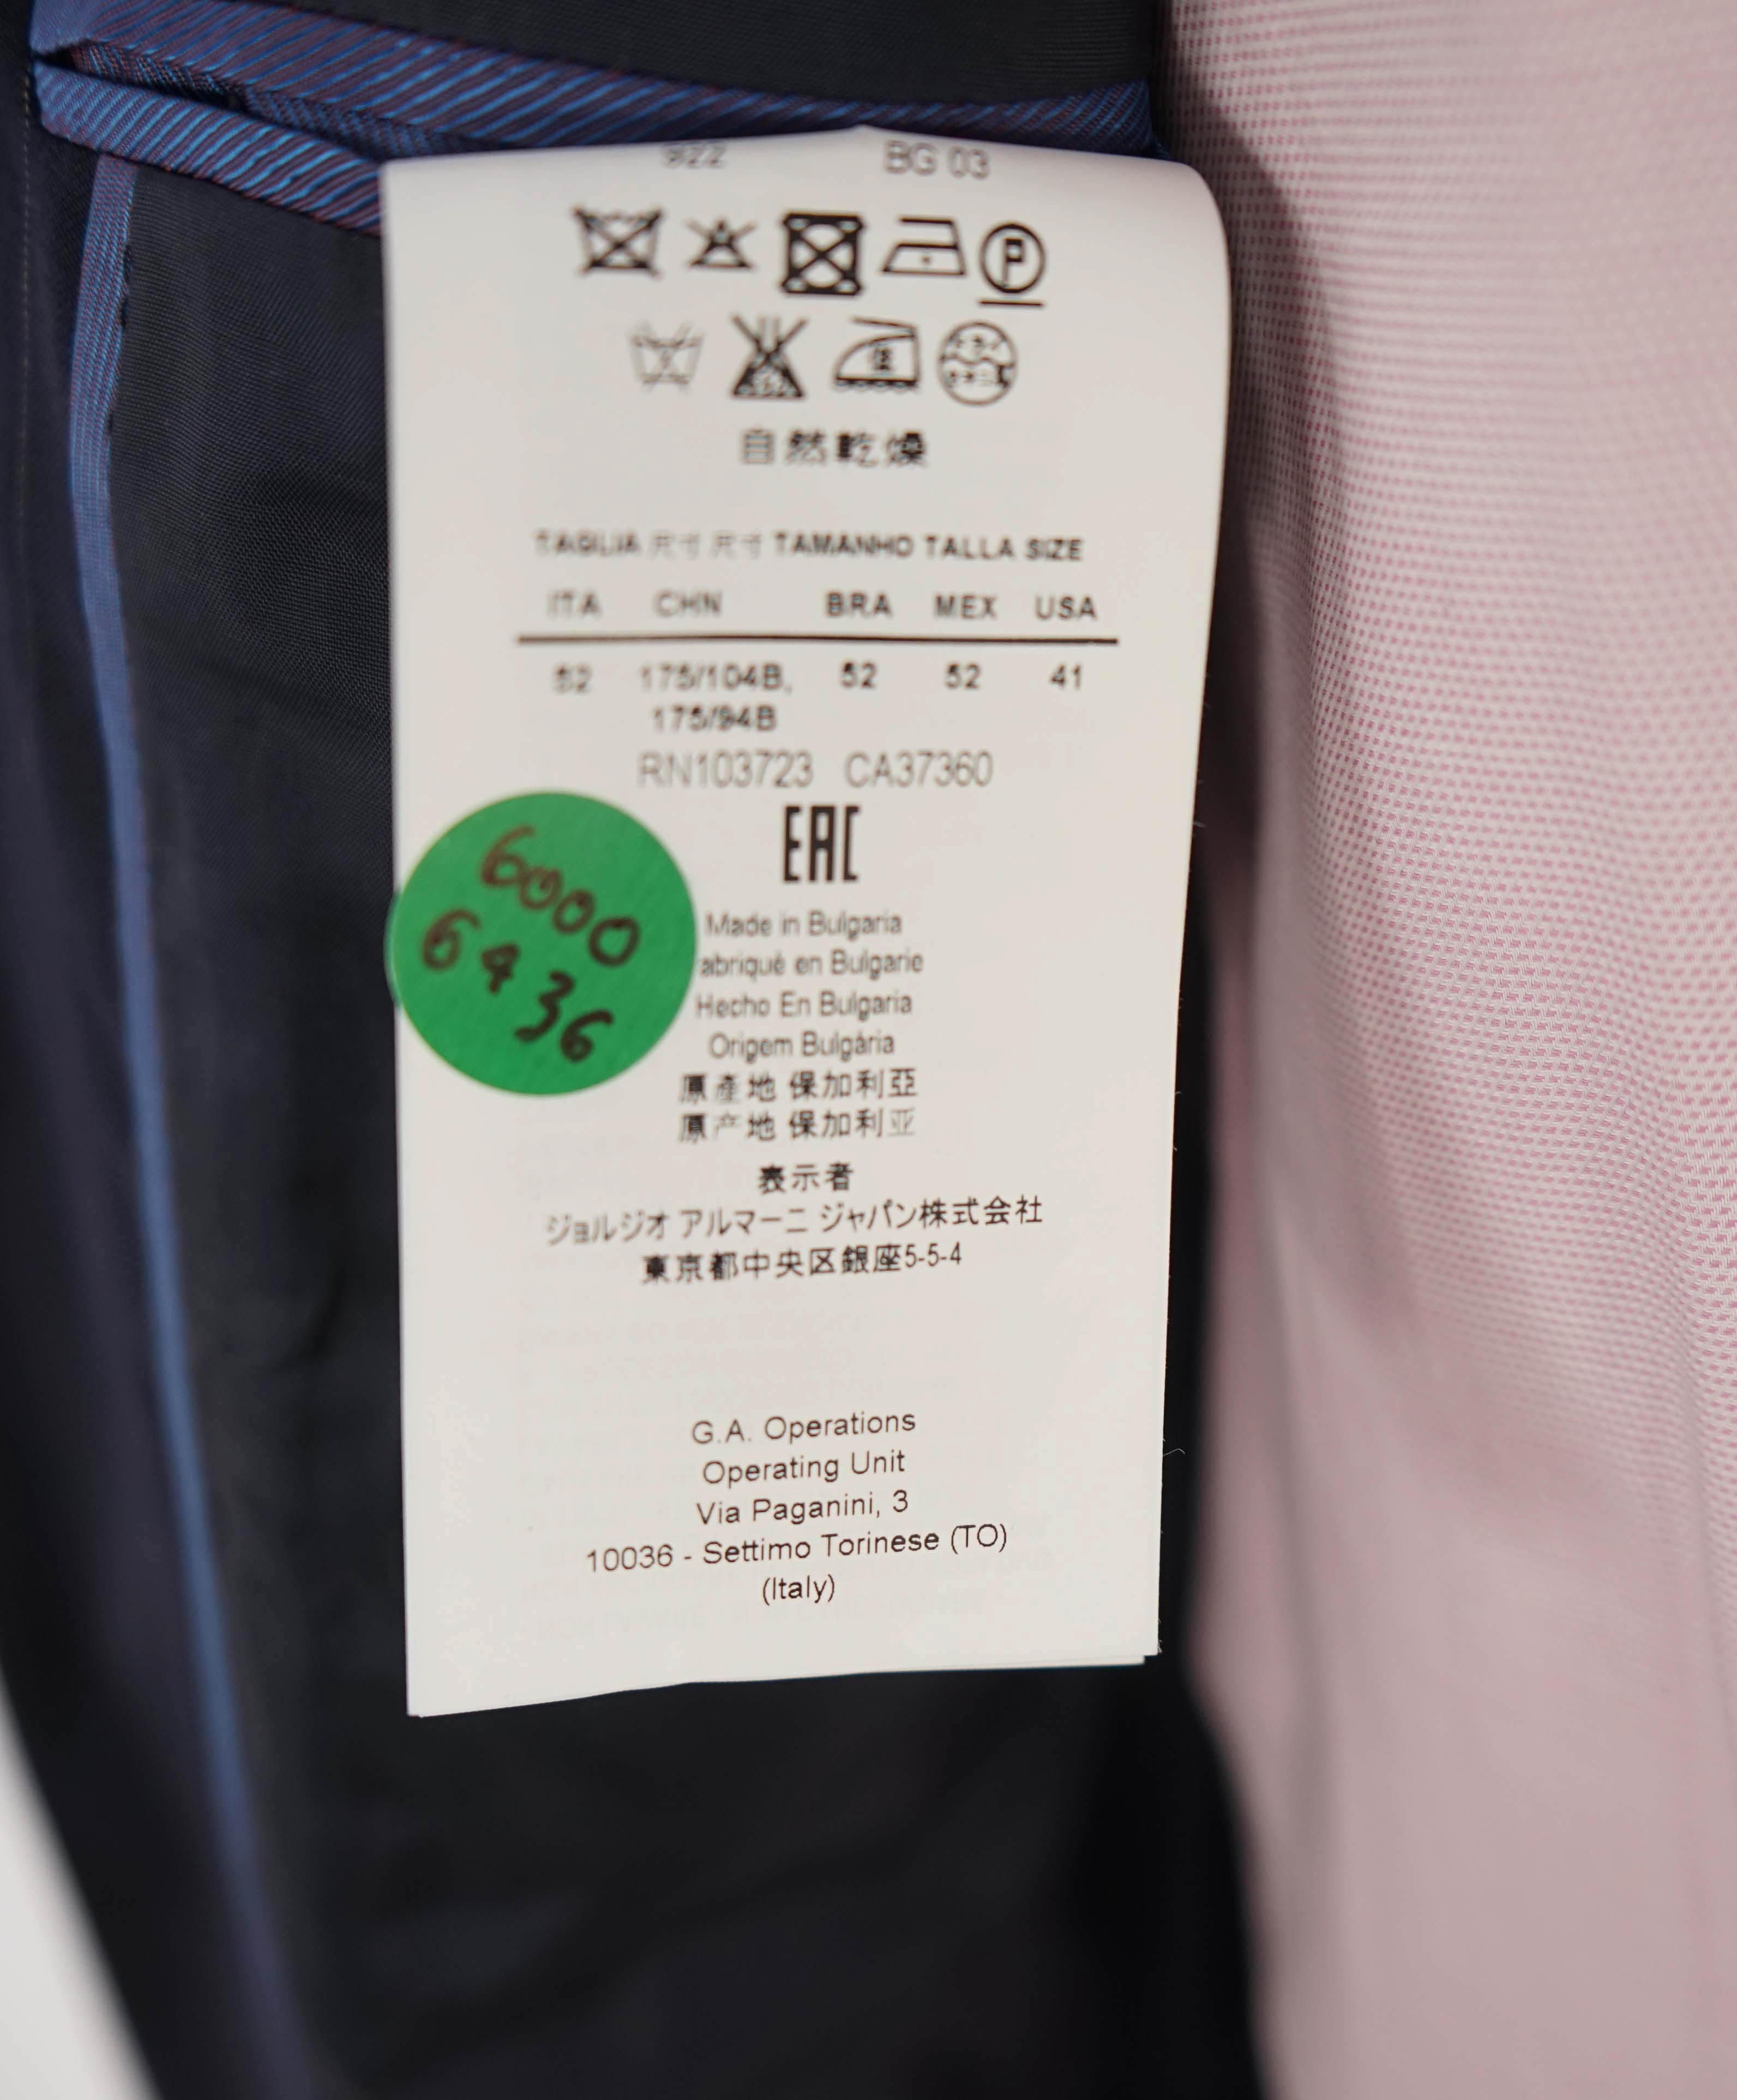 922 BG 03
自然乾燥
TAGLIA 尺寸 尺寸 TAMANHO TALLA SIZE
ITA CHN BRA MEX USA
52 175/104B, 52 52 41
175/94B
RN103723 CA37360
EAC
6000
6436
Made in Bulgaria
abriqué en Bulgarie
Hecho En Bulgaria
Origem Bulgária
原產地 保加利亞
原产地 保加利亚
表示者
ジョルジオ アルマーニ ジャパン株式会社
東京都中央区銀座5-5-4
G.A. Operations
Operating Unit
Via Paganini, 3
10036 - Settimo Torinese (TO)
(Italy)